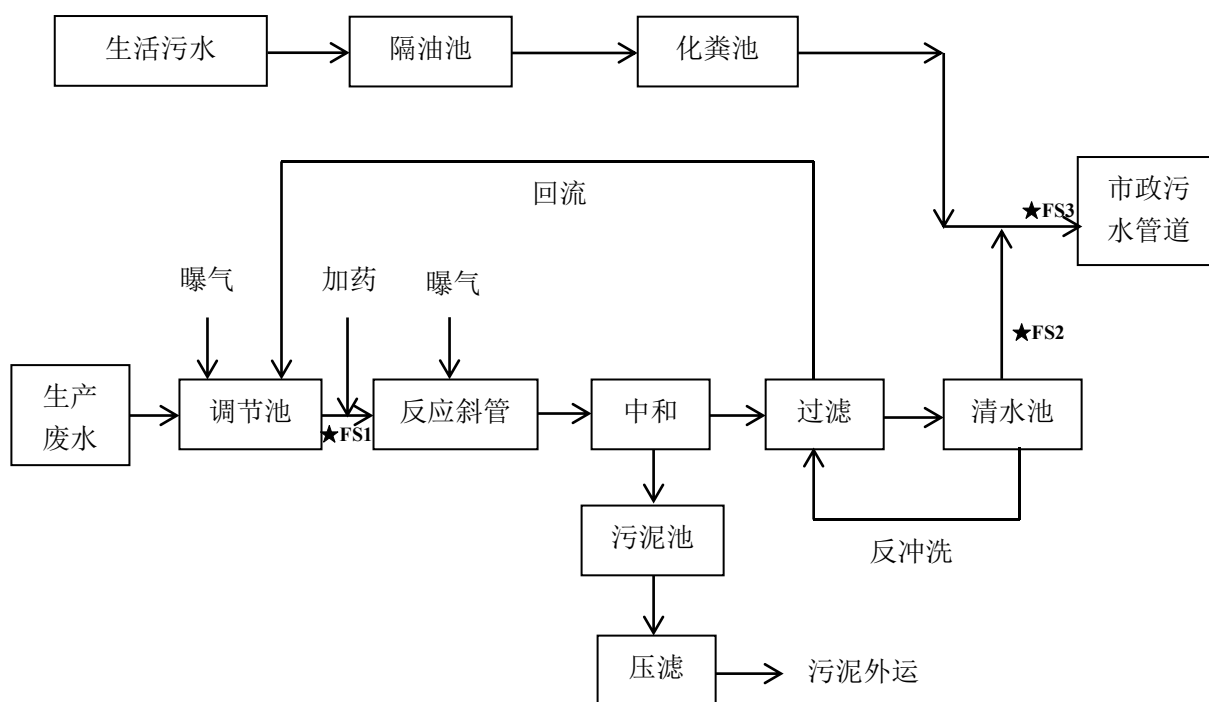 生活污水
隔油池
化粪池
市政污
水管道
★FS3
回流
曝气
加药
曝气
★FS2
生产
废水
调节池
★FS1
反应斜管
中和
过滤
清水池
污泥池
反冲洗
压滤
污泥外运